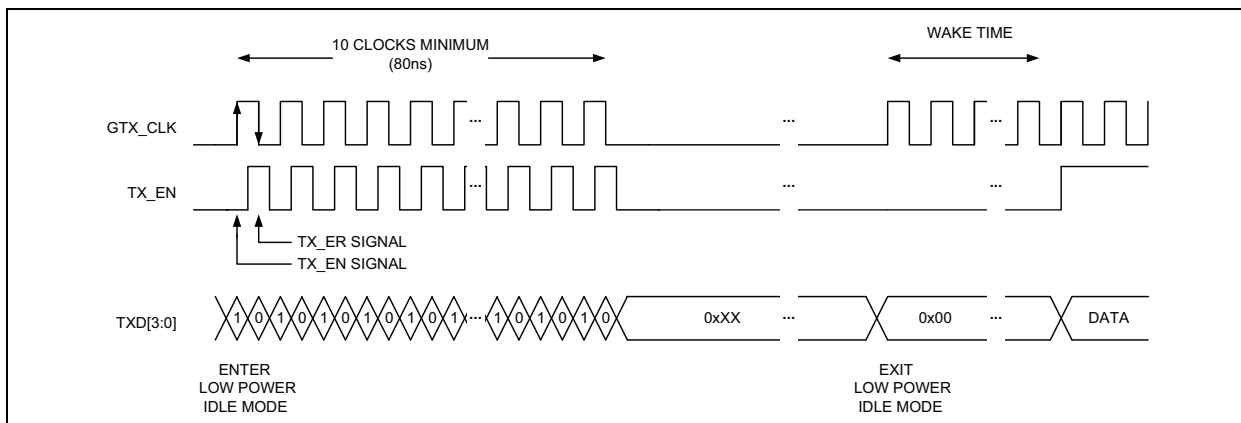 10 CLOCKS MINIMUM
(80ns)
WAKE TIME
GTX_CLK
...
...
...
TX_EN
...
...
...
TX_ER SIGNAL
TX_EN SIGNAL
TXD[3:0]
1 0 1 0 1 0 1 0 1 0 1 ... 1 0 1 0 1 0 0xXX ... 0x00 ... DATA
ENTER
LOW POWER
IDLE MODE
EXIT
LOW POWER
IDLE MODE